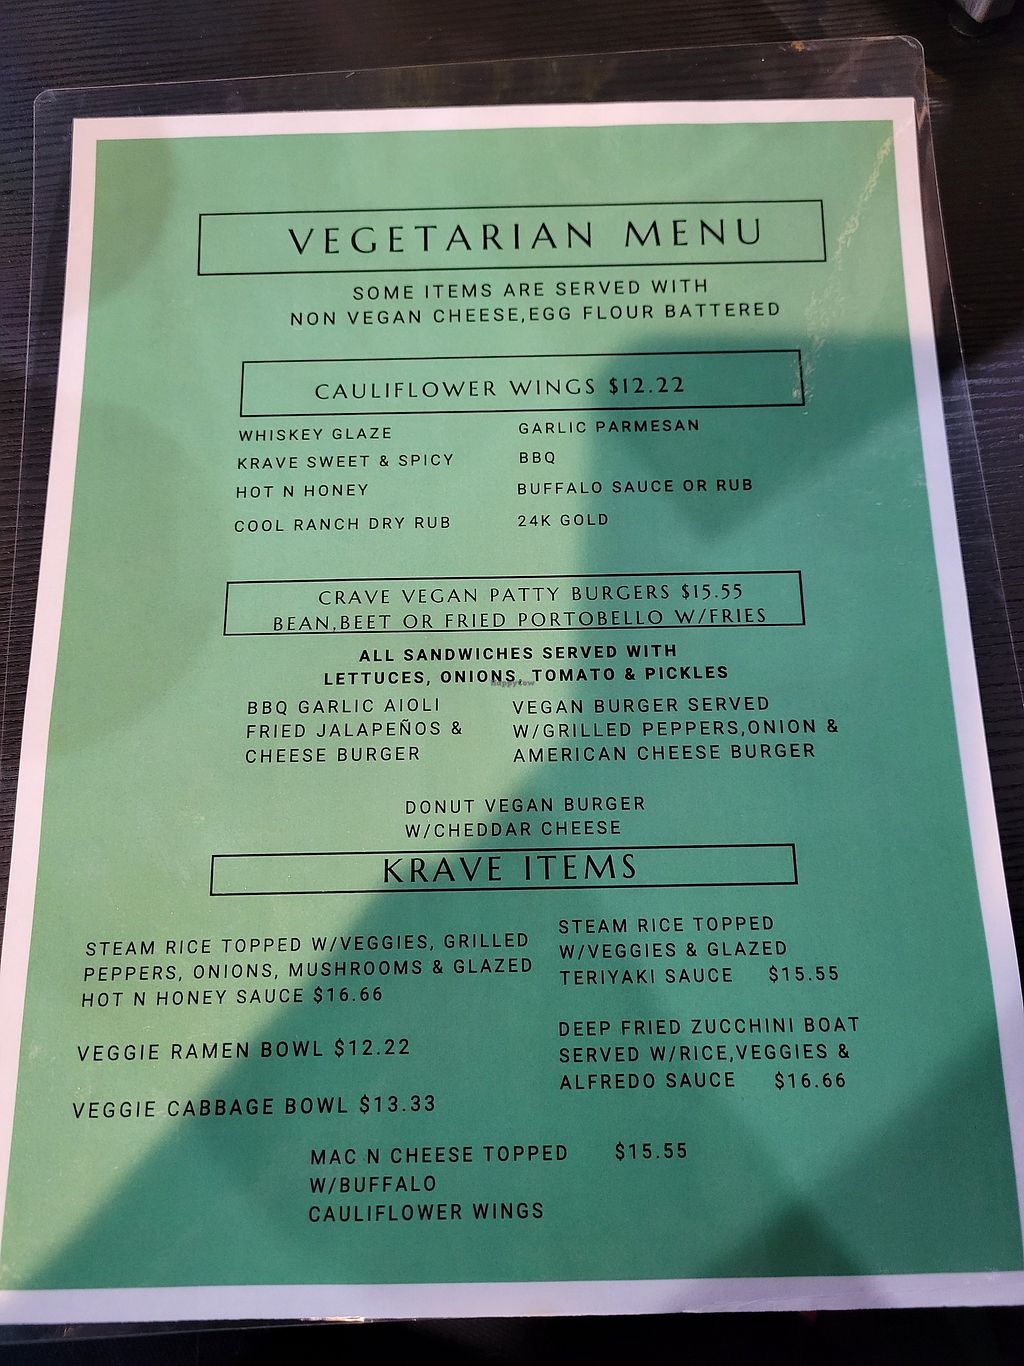 VEGETARIAN MENU
SOME ITEMS ARE SERVED WITH
NON VEGAN CHEESE,EGG FLOUR BATTERED
CAULIFLOWER WINGS $12.22
WHISKEY GLAZE
KRAVE SWEET & SPICY
HOT N HONEY
COOL RANCH DRY RUB
GARLIC PARMESAN
BBQ
BUFFALO SAUCE OR RUB
24K GOLD
CRAVE VEGAN PATTY BURGERS $15.55
BEAN,BEET OR FRIED PORTOBELLO W/FRIES
ALL SANDWICHES SERVED WITH
LETTUCES, ONIONS, TOMATO & PICKLES
happycow
BBQ GARLIC AIOLI
FRIED JALAPEÑOS &
CHEESE BURGER
VEGAN BURGER SERVED
W/GRILLED PEPPERS,ONION &
AMERICAN CHEESE BURGER
DONUT VEGAN BURGER
W/CHEDDAR CHEESE
KRAVE ITEMS
STEAM RICE TOPPED W/VEGGIES, GRILLED
PEPPERS, ONIONS, MUSHROOMS & GLAZED
HOT N HONEY SAUCE $16.66
VEGGIE RAMEN BOWL $12.22
VEGGIE CABBAGE BOWL $13.33
STEAM RICE TOPPED
W/VEGGIES & GLAZED
TERIYAKI SAUCE $15.55
DEEP FRIED ZUCCHINI BOAT
SERVED W/RICE,VEGGIES &
ALFREDO SAUCE $16.66
MAC N CHEESE TOPPED $15.55
W/BUFFALO
CAULIFLOWER WINGS